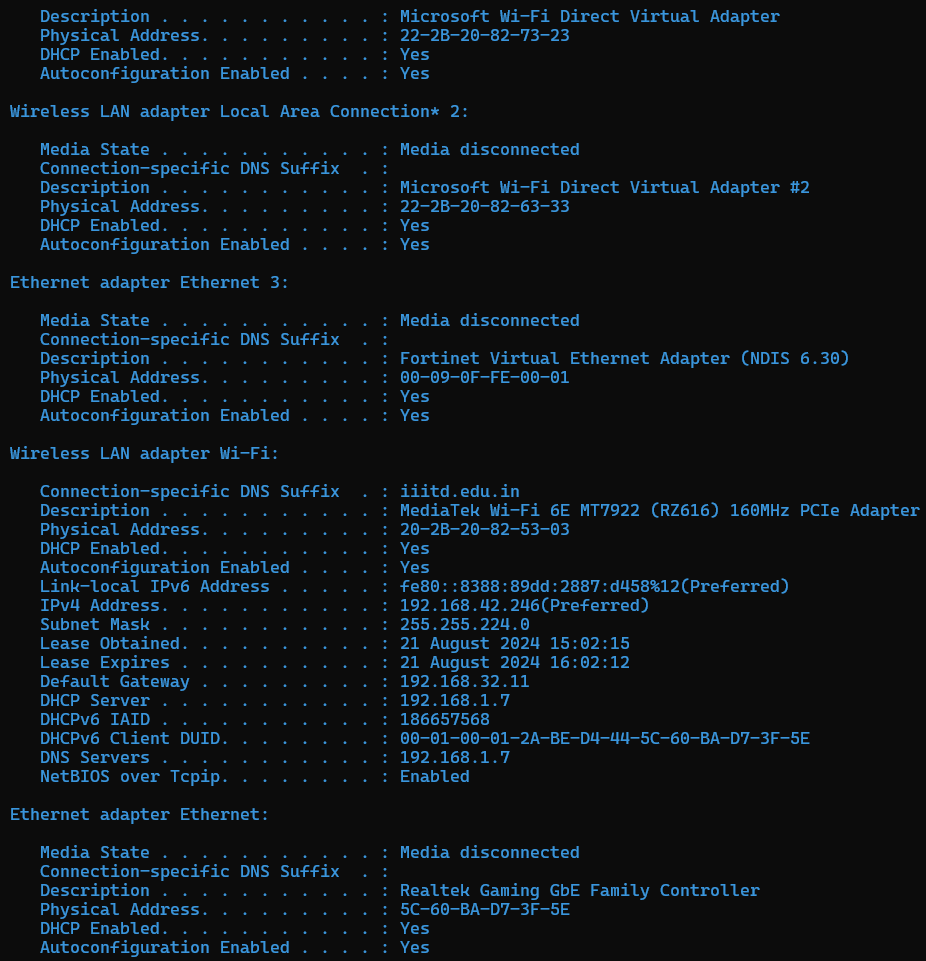 Description . . . . . . . . . . . : Microsoft Wi-Fi Direct Virtual Adapter
Physical Address. . . . . . . . . : 22-2B-20-82-73-23
DHCP Enabled. . . . . . . . . . . : Yes
Autoconfiguration Enabled . . . . : Yes
Wireless LAN adapter Local Area Connection* 2:
Media State . . . . . . . . . . . : Media disconnected
Connection-specific DNS Suffix  . :
Description . . . . . . . . . . . : Microsoft Wi-Fi Direct Virtual Adapter #2
Physical Address. . . . . . . . . : 22-2B-20-82-63-33
DHCP Enabled. . . . . . . . . . . : Yes
Autoconfiguration Enabled . . . . : Yes
Ethernet adapter Ethernet 3:
Media State . . . . . . . . . . . : Media disconnected
Connection-specific DNS Suffix  . :
Description . . . . . . . . . . . : Fortinet Virtual Ethernet Adapter (NDIS 6.30)
Physical Address. . . . . . . . . : 00-09-0F-FE-00-01
DHCP Enabled. . . . . . . . . . . : Yes
Autoconfiguration Enabled . . . . : Yes
Wireless LAN adapter Wi-Fi:
Connection-specific DNS Suffix  . : iiitd.edu.in
Description . . . . . . . . . . . : MediaTek Wi-Fi 6E MT7922 (RZ616) 160MHz PCIe Adapter
Physical Address. . . . . . . . . : 20-2B-20-82-53-03
DHCP Enabled. . . . . . . . . . . : Yes
Autoconfiguration Enabled . . . . : Yes
Link-local IPv6 Address . . . . . : fe80::8388:89dd:2887:d458%12(Preferred)
IPv4 Address. . . . . . . . . . . : 192.168.42.246(Preferred)
Subnet Mask . . . . . . . . . . . : 255.255.224.0
Lease Obtained. . . . . . . . . . : 21 August 2024 15:02:15
Lease Expires . . . . . . . . . . : 21 August 2024 16:02:12
Default Gateway . . . . . . . . . : 192.168.32.11
DHCP Server . . . . . . . . . . . : 192.168.1.7
DHCPv6 IAID . . . . . . . . . . . : 186657568
DHCPv6 Client DUID. . . . . . . . : 00-01-00-01-2A-BE-D4-44-5C-60-BA-D7-3F-5E
DNS Servers . . . . . . . . . . . : 192.168.1.7
NetBIOS over Tcpip. . . . . . . . : Enabled
Ethernet adapter Ethernet:
Media State . . . . . . . . . . . : Media disconnected
Connection-specific DNS Suffix  . :
Description . . . . . . . . . . . : Realtek Gaming GbE Family Controller
Physical Address. . . . . . . . . : 5C-60-BA-D7-3F-5E
DHCP Enabled. . . . . . . . . . . : Yes
Autoconfiguration Enabled . . . . : Yes